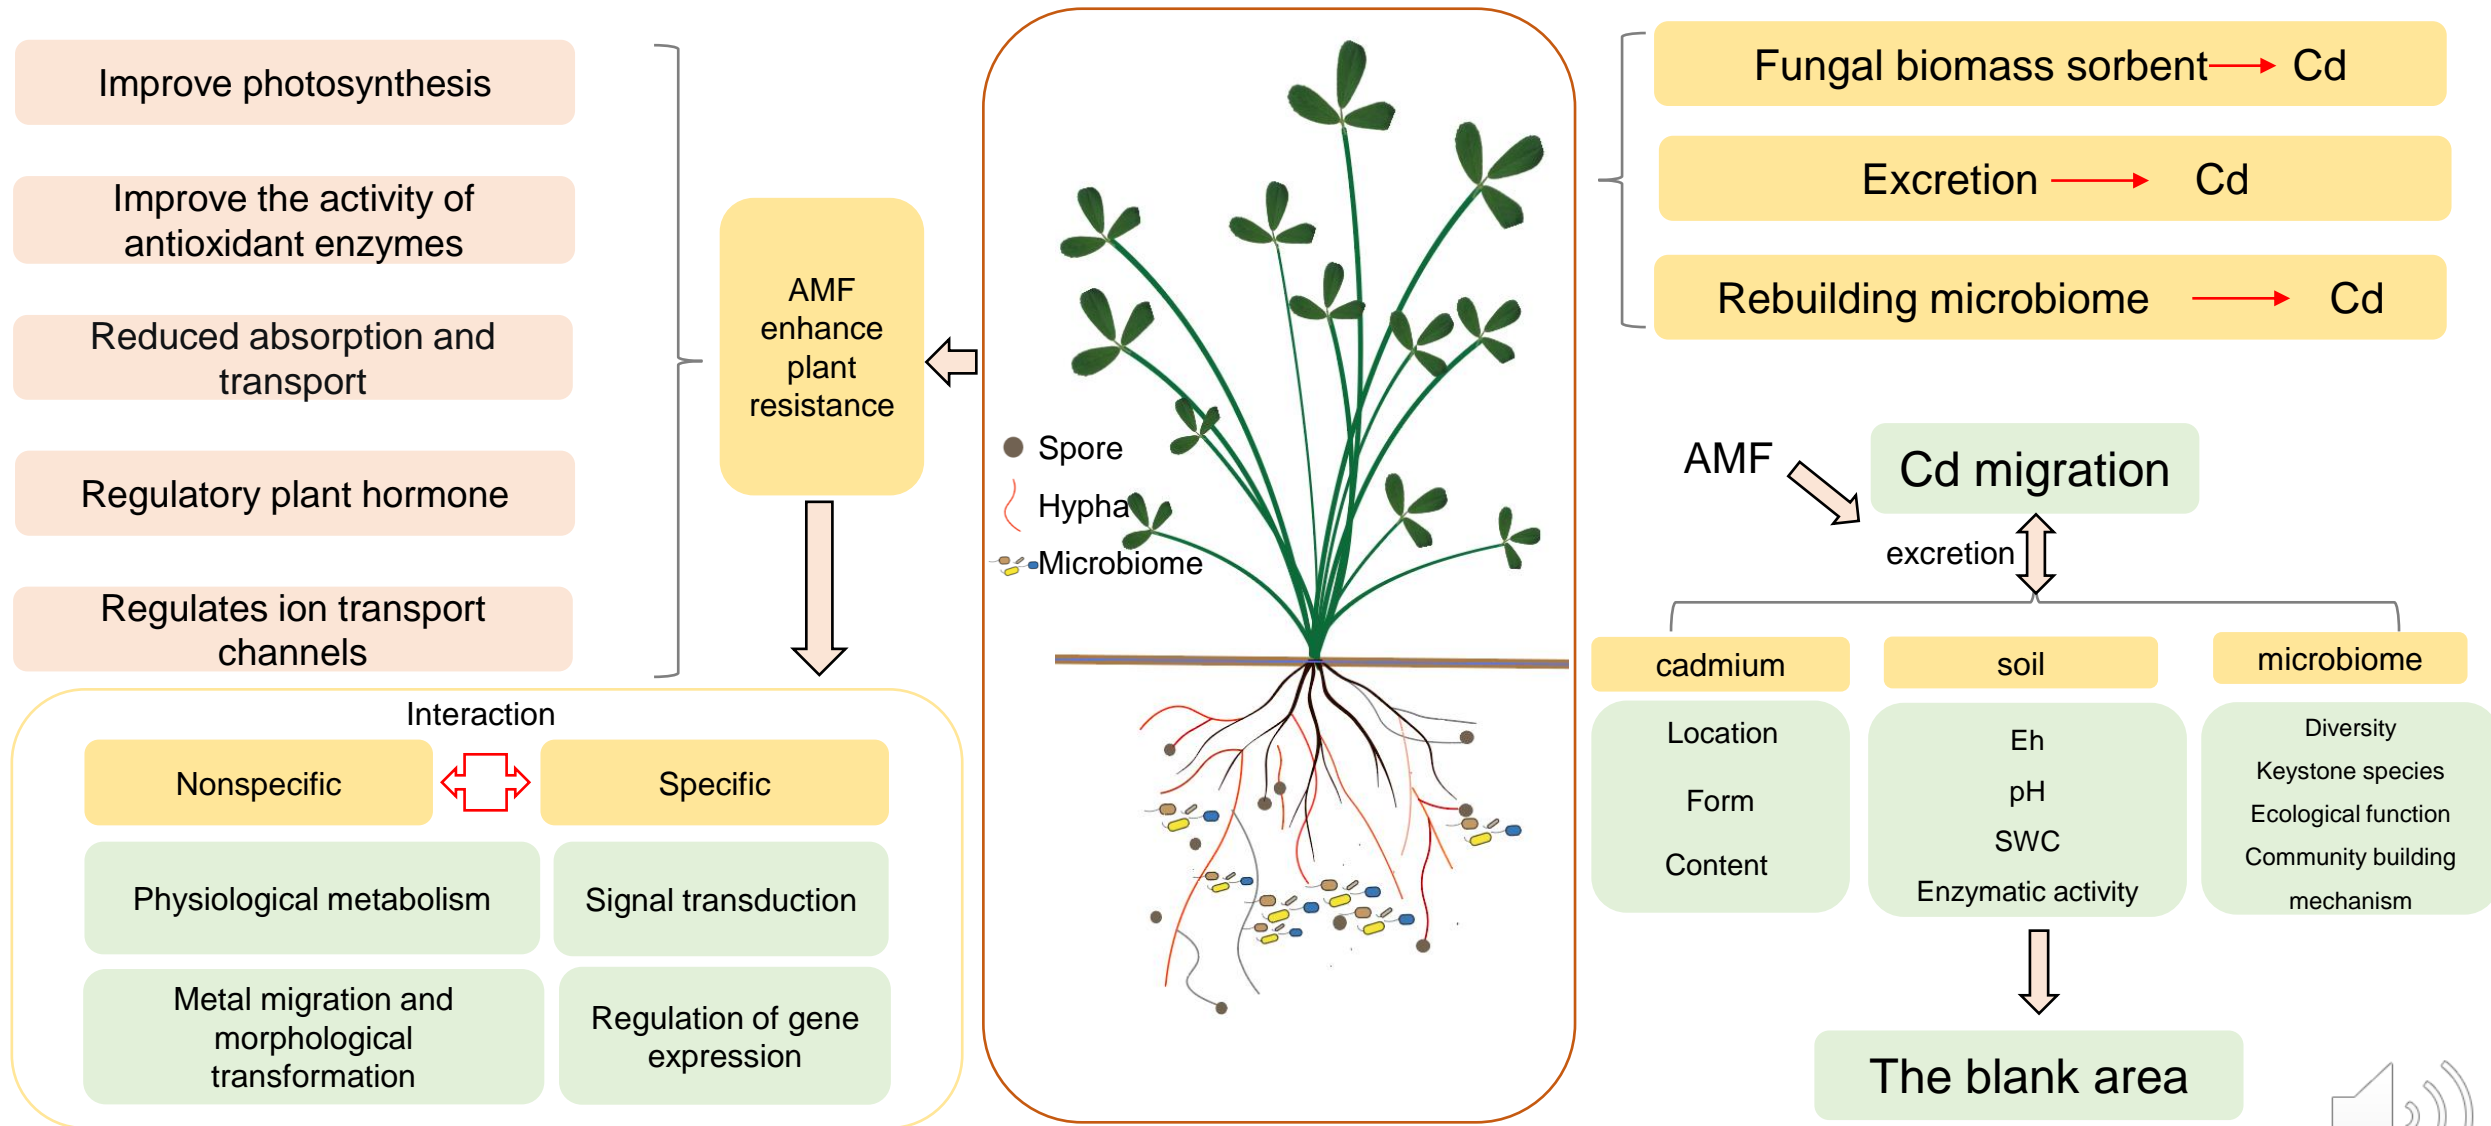 Improve photosynthesis
Improve the activity of
antioxidant enzymes
Reduced absorption and
transport
Regulatory plant hormone
Regulates ion transport
channels
AMF
enhance
plant
resistance
Interaction
Nonspecific
Specific
Physiological metabolism
Signal transduction
Metal migration and
morphological
transformation
Regulation of gene
expression
Spore
Hypha
Microbiome
Fungal biomass sorbent Cd
Excretion Cd
Rebuilding microbiome Cd
AMF
Cd migration
excretion
cadmium
Location
Form
Content
soil
Eh
pH
SWC
Enzymatic activity
microbiome
Diversity
Keystone species
Ecological function
Community building
mechanism
The blank area